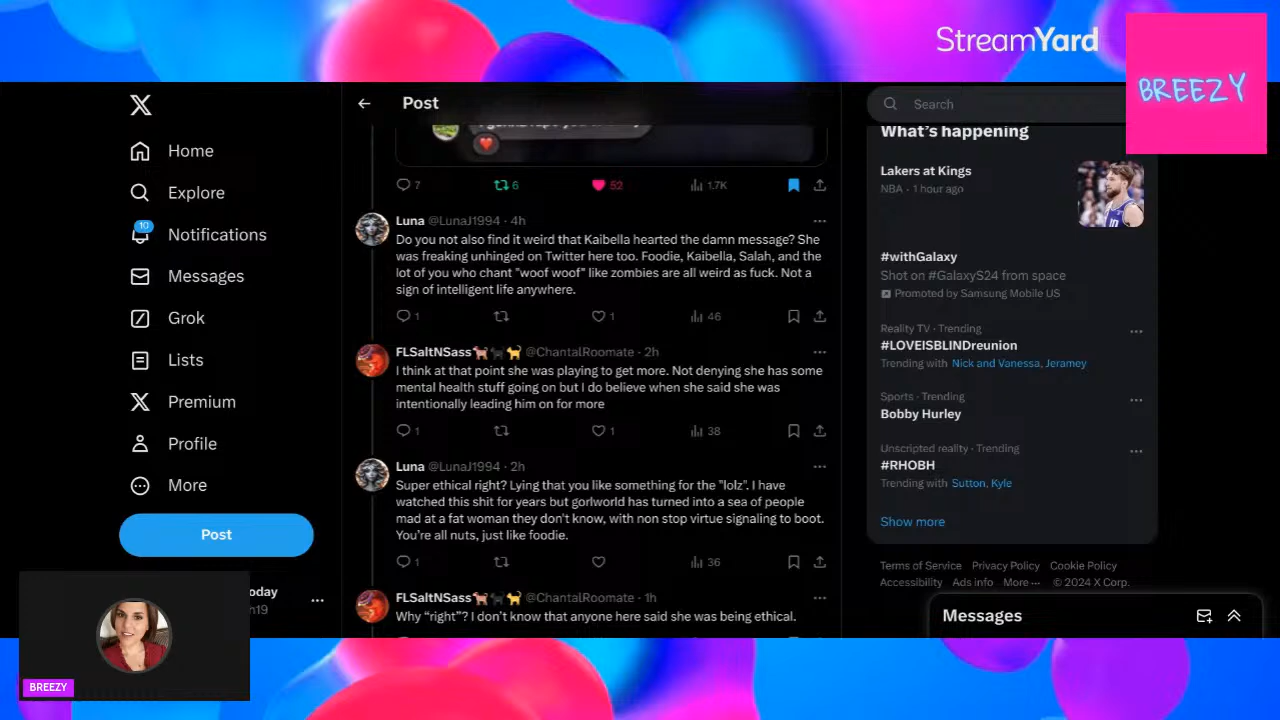 StreamYard
BREEZY
Home
Explore
10
Notifications
Messages
Grok
Lists
Premium
Profile
More
Post
oday
n19
BREEZY
Post
7
6
52
1.7K
Luna @LunaJ1994 · 4h
Do you not also find it weird that Kaibella hearted the damn message? She
was freaking unhinged on Twitter here too. Foodie, Kaibella, Salah, and the
lot of you who chant "woof woof" like zombies are all weird as fuck. Not a
sign of intelligent life anywhere.
1
1
46
FLSaltNSass @ChantalRoomate · 2h
I think at that point she was playing to get more. Not denying she has some
mental health stuff going on but I do believe when she said she was
intentionally leading him on for more
1
1
38
Luna @LunaJ1994 · 2h
Super ethical right? Lying that you like something for the "lolz". I have
watched this shit for years but gorlworld has turned into a sea of people
mad at a fat woman they don't know, with non stop virtue signaling to boot.
You're all nuts, just like foodie.
1
36
FLSaltNSass @ChantalRoomate · 1h
Why "right"? I don't know that anyone here said she was being ethical.
Search
What's happening
Lakers at Kings
NBA · 1 hour ago
#withGalaxy
Shot on #GalaxyS24 from space
Promoted by Samsung Mobile US
Reality TV · Trending
#LOVEISBLINDreunion
Trending with Nick and Vanessa, Jeramey
Sports · Trending
Bobby Hurley
Unscripted reality · Trending
#RHOBH
Trending with Sutton, Kyle
Show more
Terms of Service Privacy Policy Cookie Policy
Accessibility Ads info More ··· © 2024 X Corp.
Messages